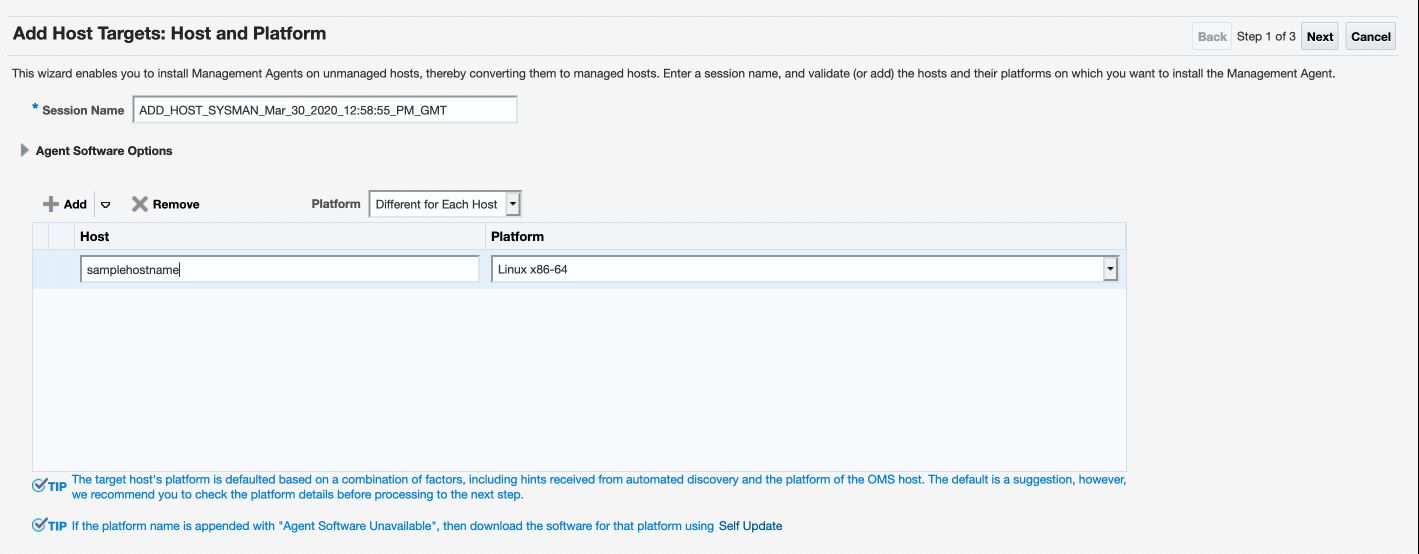 Add Host Targets: Host and Platform
Back Step 1 of 3 Next Cancel
This wizard enables you to install Management Agents on unmanaged hosts, thereby converting them to managed hosts. Enter a session name, and validate (or add) the hosts and their platforms on which you want to install the Management Agent.
* Session Name ADD_HOST_SYSMAN_Mar_30_2020_12:58:55_PM_GMT
Agent Software Options
Add Remove Platform Different for Each Host
Host Platform
samplehostname Linux x86-64
TIP The target host's platform is defaulted based on a combination of factors, including hints received from automated discovery and the platform of the OMS host. The default is a suggestion, however,
we recommend you to check the platform details before processing to the next step.
TIP If the platform name is appended with "Agent Software Unavailable", then download the software for that platform using Self Update